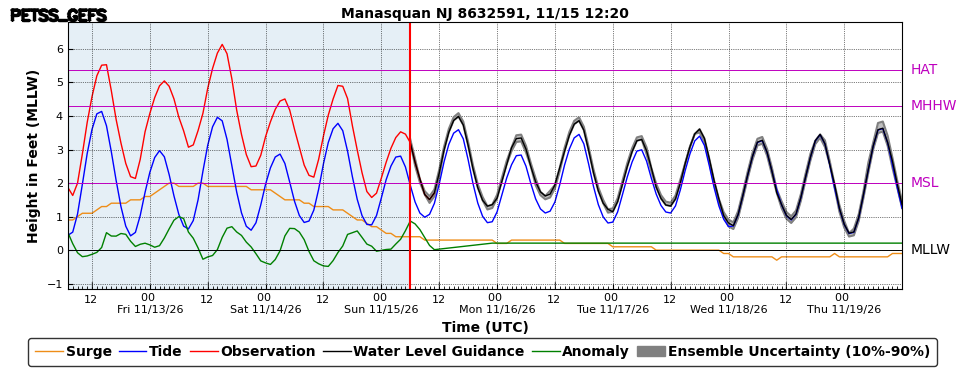 PETSS_GEFS
Manasquan NJ 8632591, 11/15 12:20
Height in Feet (MLLW)
6
5
4
3
2
1
0
−1
HAT
MHHW
MSL
MLLW
12 00 12 00 12 00 12 00 12 00 12 00 12 00
Fri 11/13/26 Sat 11/14/26 Sun 11/15/26 Mon 11/16/26 Tue 11/17/26 Wed 11/18/26 Thu 11/19/26
Time (UTC)
Surge Tide Observation Water Level Guidance Anomaly Ensemble Uncertainty (10%-90%)